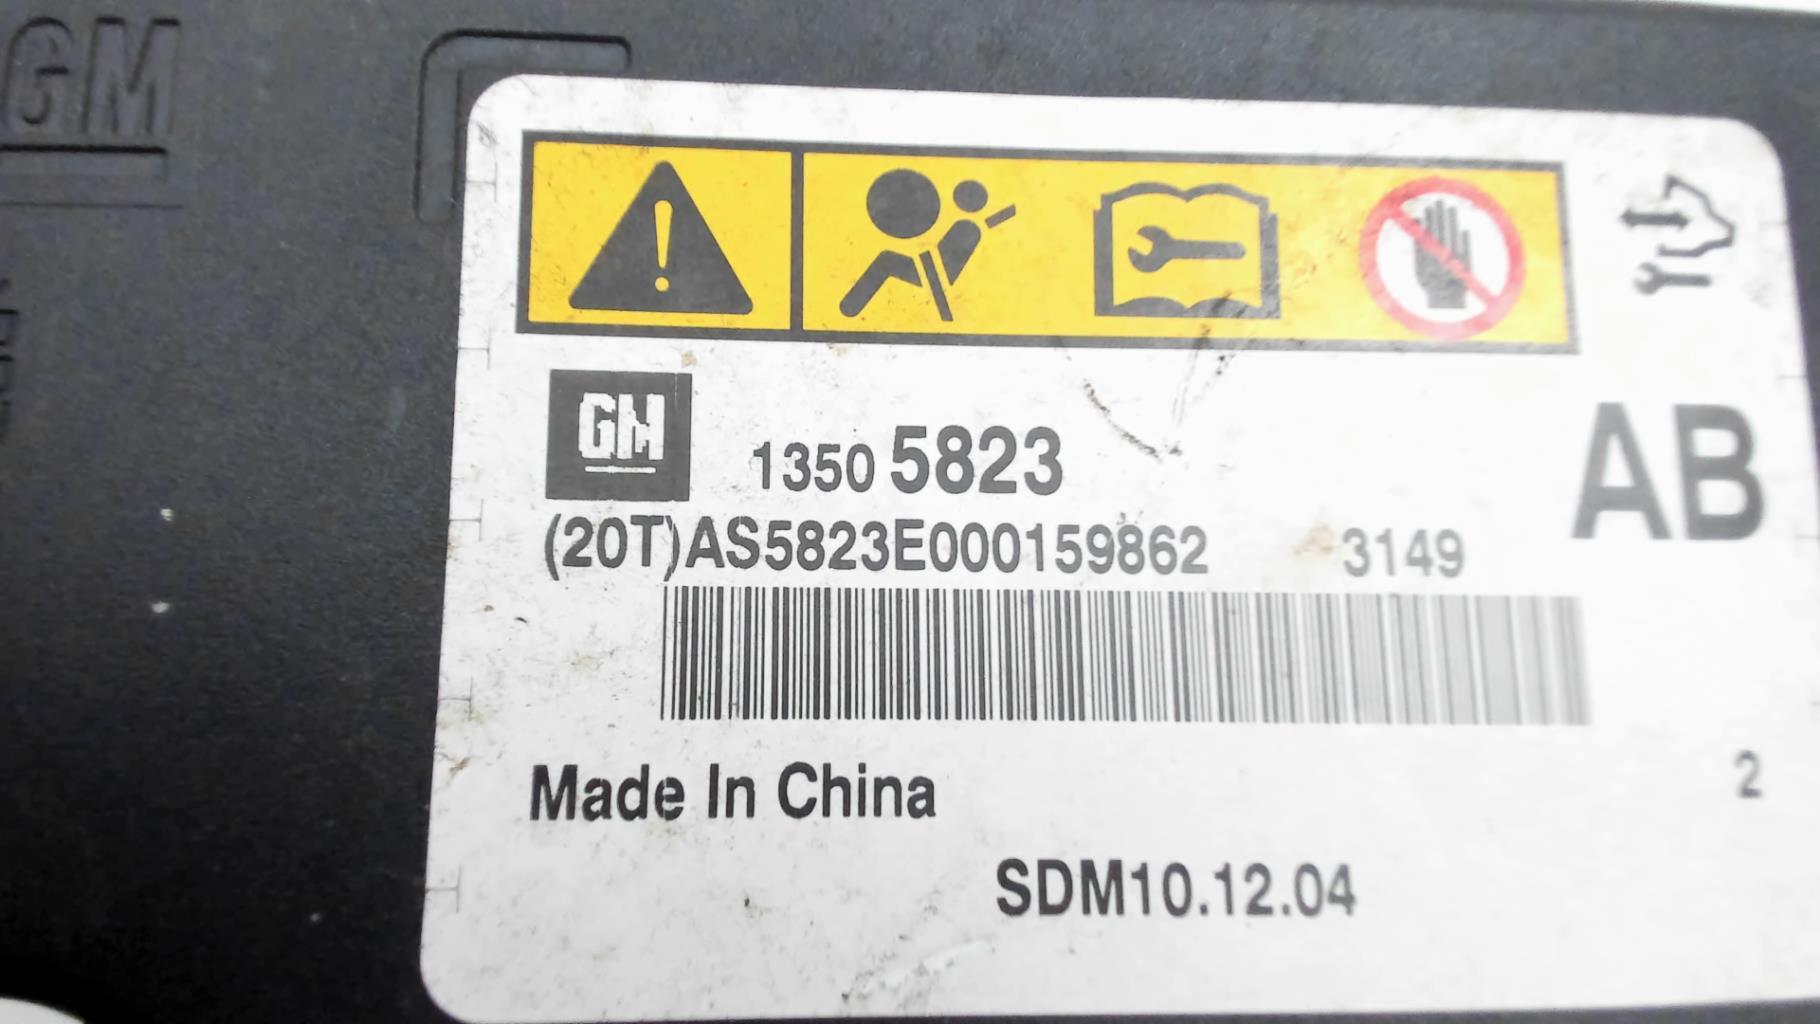 GM
GM
1350 5823
AB
(20T)AS5823E000159862 3149
Made In China
2
SDM10.12.04